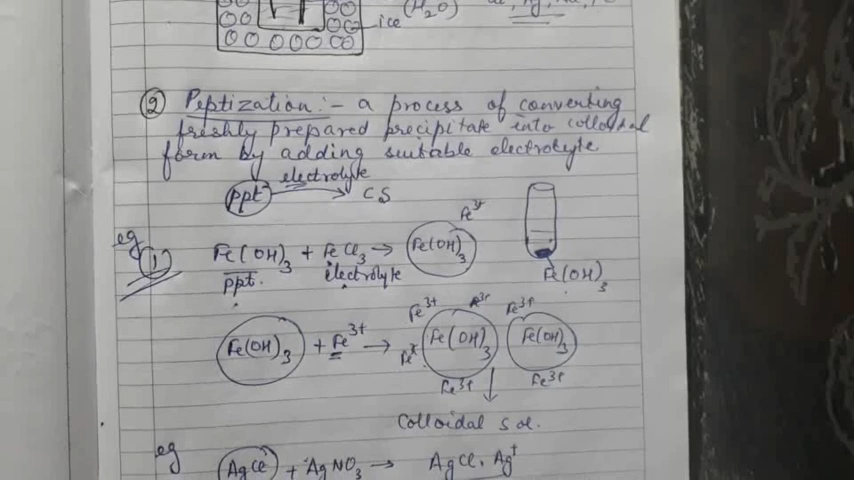 (H₂O)
ice
② Peptization :- a process of converting
freshly prepared precipitate into colloidal
form by adding suitable electrolyte
ppt electrolyte → CS
eg (1) Fe(OH)₃ + FeCl₃ → Fe(OH)₃ Fe³⁺
ppt. electrolyte Fe(OH)₃
Fe³⁺ Fe³⁺ Fe³⁺
Fe(OH)₃ + Fe³⁺ → Fe(OH)₃ Fe(OH)₃
Fe³⁺ Fe³⁺
Colloidal sol.
eg AgCl + AgNO₃ → AgCl. Ag⁺